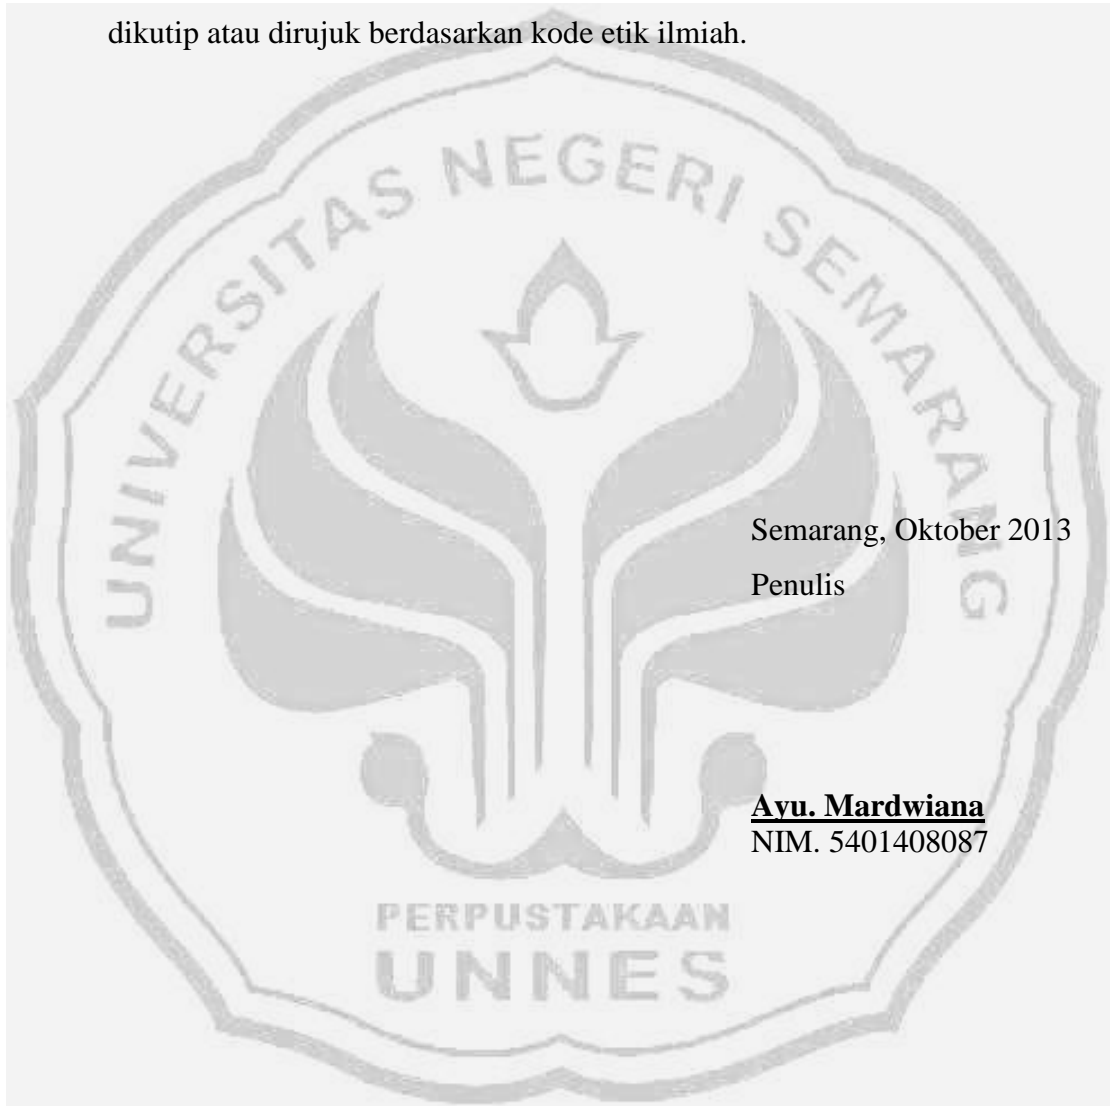 dikutip atau dirujuk berdasarkan kode etik ilmiah.
UNIVERSITAS NEGERI SEMARANG
Semarang, Oktober 2013
Penulis
Ayu. Mardwiana
NIM. 5401408087
PERPUSTAKAAN
UNNES